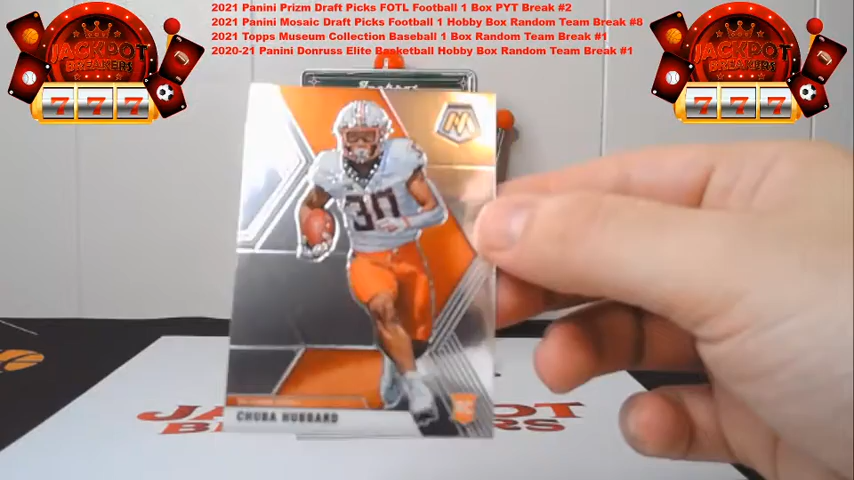 2021 Panini Prizm Draft Picks FOTL Football 1 Box PYT Break #2
2021 Panini Mosaic Draft Picks Football 1 Hobby Box Random Team Break #8
2021 Topps Museum Collection Baseball 1 Box Random Team Break #1
2020-21 Panini Donruss Elite Basketball Hobby Box Random Team Break #1
JACKPOT
BREAKERS
777
JACKPOT
BREAKERS
777
M
30
CHUBA HUBBARD
RC